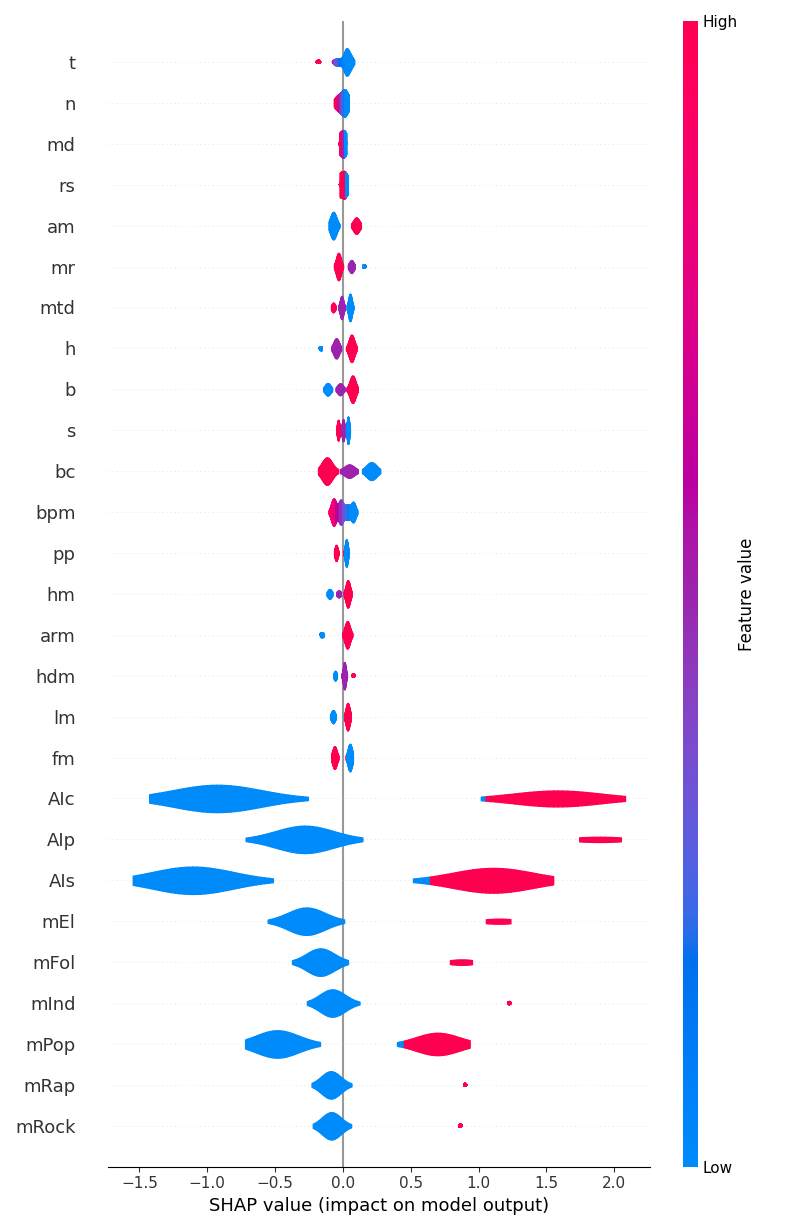 High
t
n
md
rs
am
mr
mtd
h
b
s
bc
bpm
pp
hm
arm
hdm
lm
fm
AIc
AIp
AIs
mEl
mFol
mInd
mPop
mRap
mRock
Feature value
Low
−1.5 −1.0 −0.5 0.0 0.5 1.0 1.5 2.0
SHAP value (impact on model output)